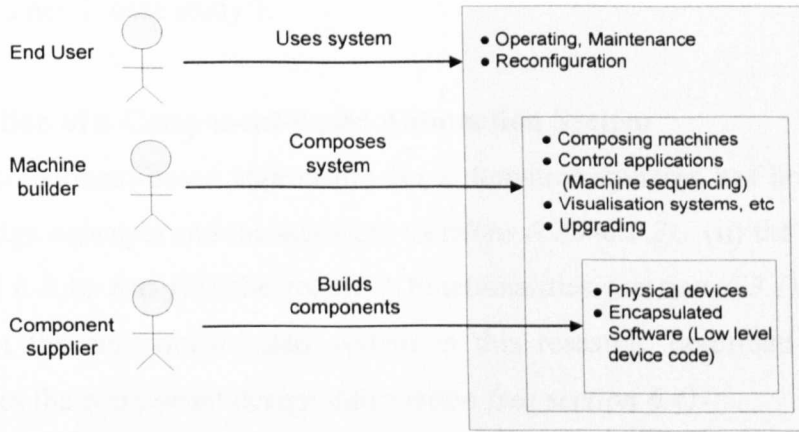 End User
Uses system
• Operating, Maintenance
• Reconfiguration
Machine
builder
Composes
system
• Composing machines
• Control applications
(Machine sequencing)
• Visualisation systems, etc
• Upgrading
Component
supplier
Builds
components
• Physical devices
• Encapsulated
Software (Low level
device code)